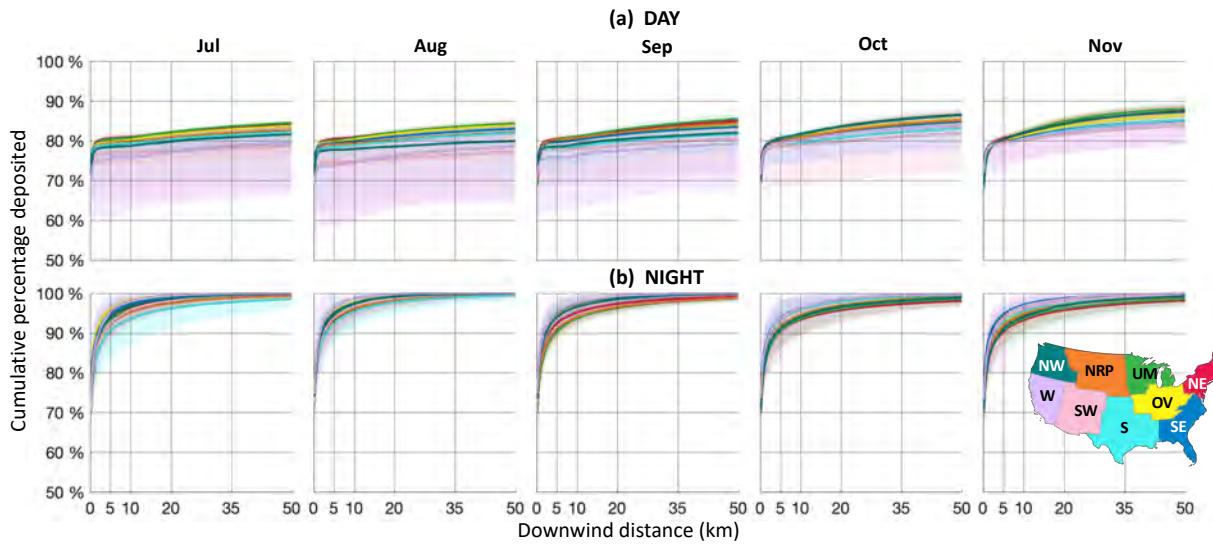 (a) DAY
Jul Aug Sep Oct Nov
Cumulative percentage deposited
100 %
90 %
80 %
70 %
60 %
50 %
(b) NIGHT
100 %
90 %
80 %
70 %
60 %
50 %
NW NRP UM NE
W SW S OV SE
0 5 10 20 35 50 0 5 10 20 35 50 0 5 10 20 35 50 0 5 10 20 35 50 0 5 10 20 35 50
Downwind distance (km)